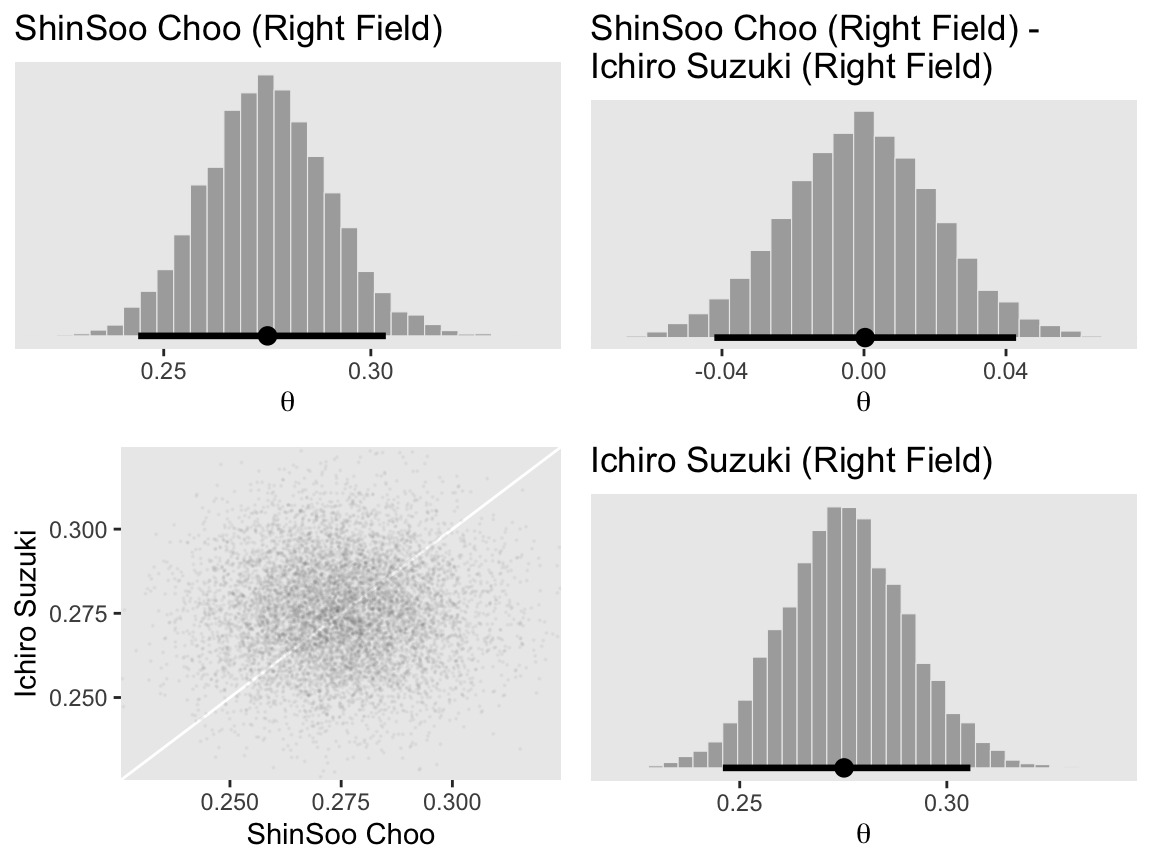 ShinSoo Choo (Right Field)
0.25 0.30
θ
ShinSoo Choo (Right Field) -
Ichiro Suzuki (Right Field)
-0.04 0.00 0.04
θ
Ichiro Suzuki
0.300
0.275
0.250
0.250 0.275 0.300
ShinSoo Choo
Ichiro Suzuki (Right Field)
0.25 0.30
θ